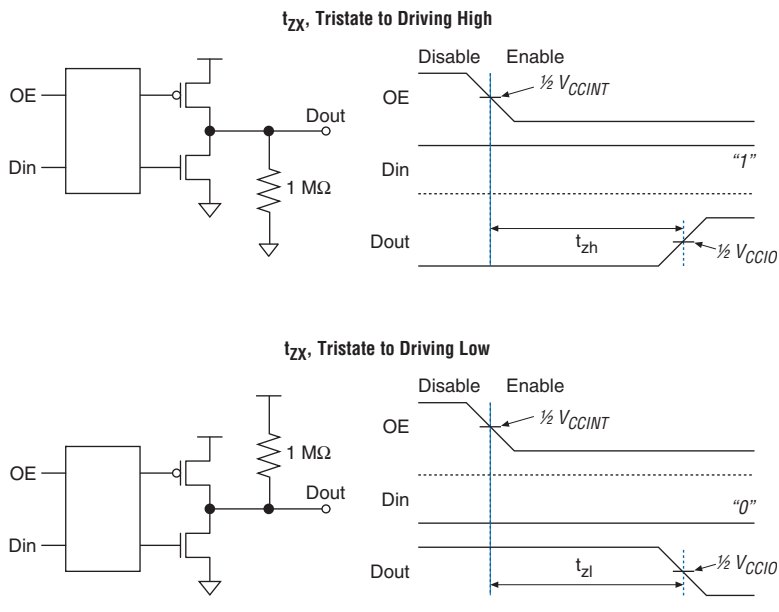 tZX, Tristate to Driving High
Disable Enable
OE
½ VCCINT
OE
Dout
Din
1 MΩ
Din
“1”
Dout
tzh
½ VCCIO
tZX, Tristate to Driving Low
Disable Enable
OE
½ VCCINT
1 MΩ
OE
Dout
Din
Din
“0”
Dout
tzl
½ VCCIO